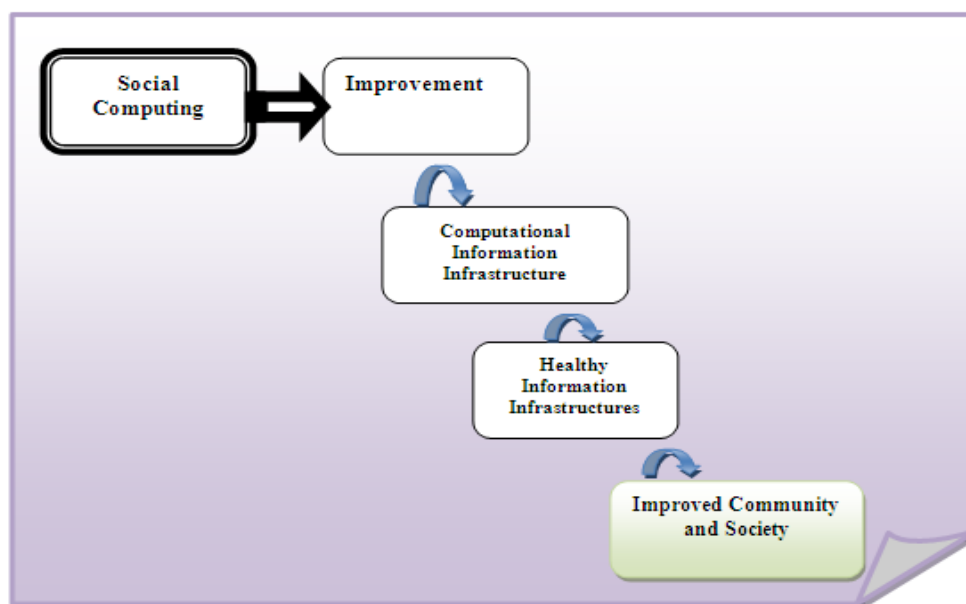 Social
Computing
Improvement
Computational
Information
Infrastructure
Healthy
Information
Infrastructures
Improved Community
and Society